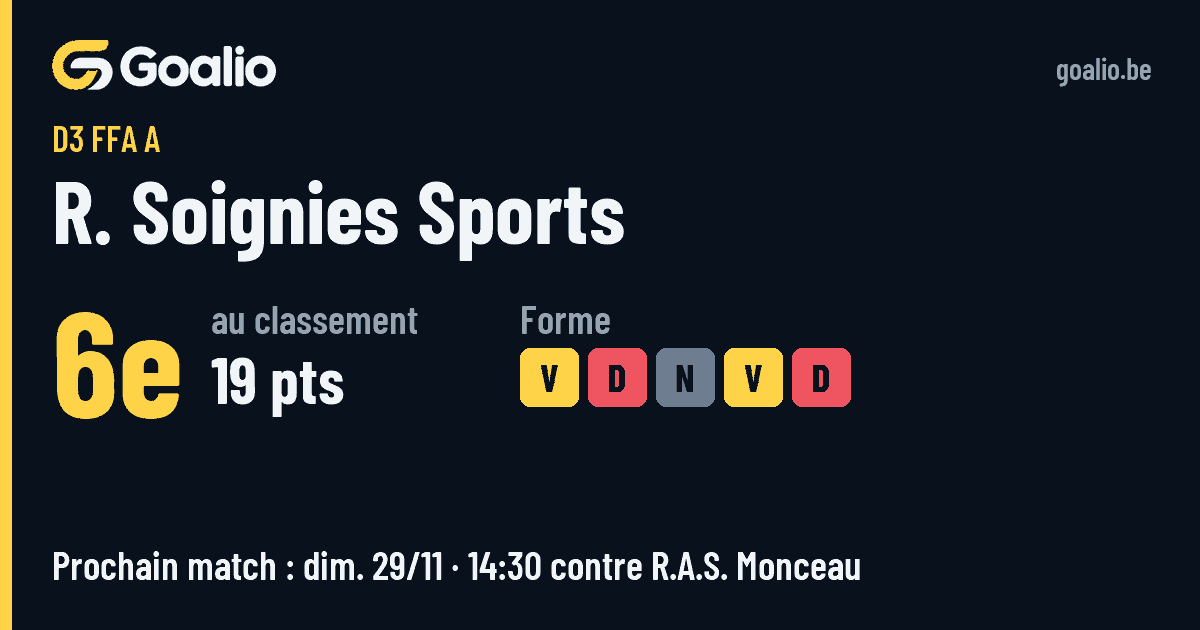 Goalio
goalio.be
D3 FFA A
R. Soignies Sports
6e
au classement
19 pts
Forme
V D N V D
Prochain match : dim. 29/11 · 14:30 contre R.A.S. Monceau